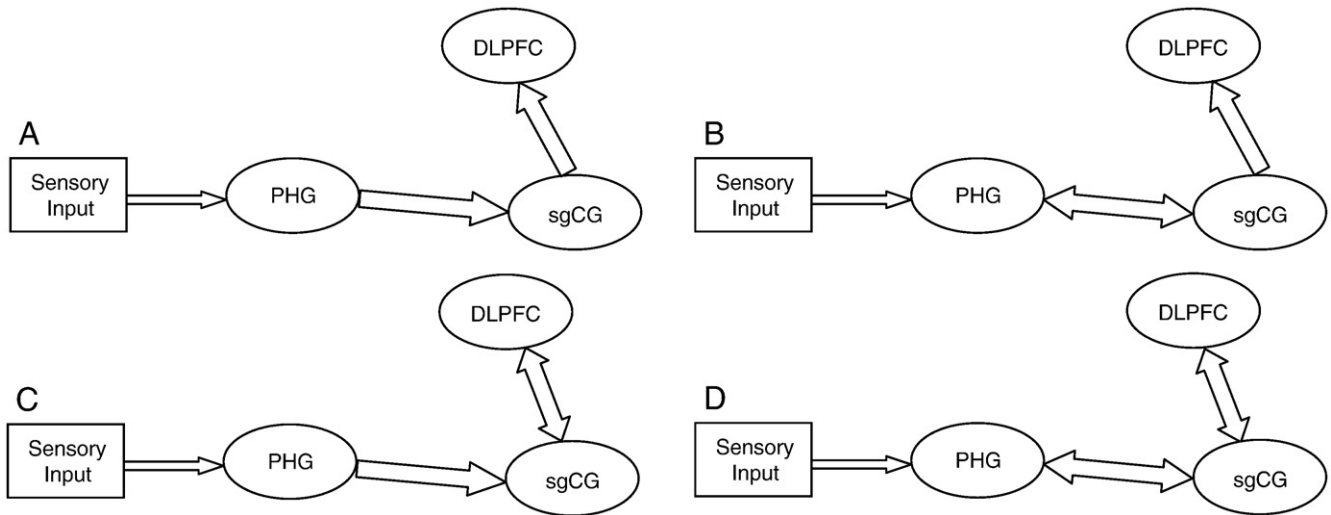 DLPFC
A
Sensory
Input
PHG
sgCG
DLPFC
B
Sensory
Input
PHG
sgCG
DLPFC
C
Sensory
Input
PHG
sgCG
DLPFC
D
Sensory
Input
PHG
sgCG